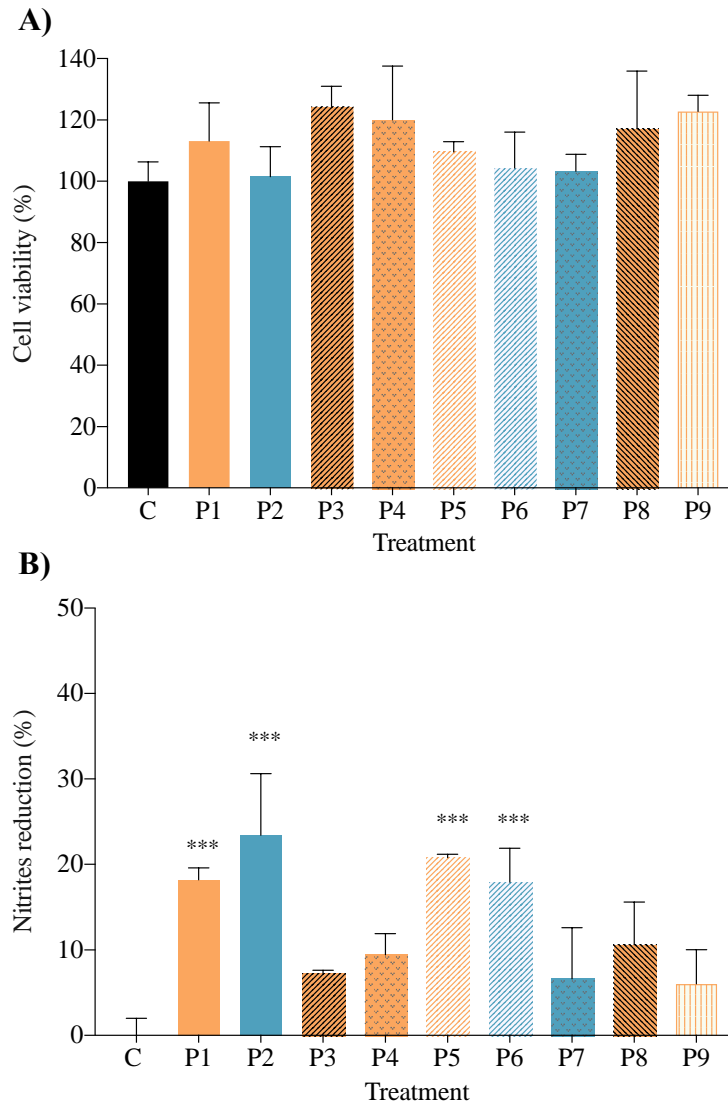 A)
140
120
100
80
60
40
20
0
Cell viability (%)
C P1 P2 P3 P4 P5 P6 P7 P8 P9
Treatment
B)
50
40
30
20
10
0
Nitrites reduction (%)
*** *** *** ***
C P1 P2 P3 P4 P5 P6 P7 P8 P9
Treatment